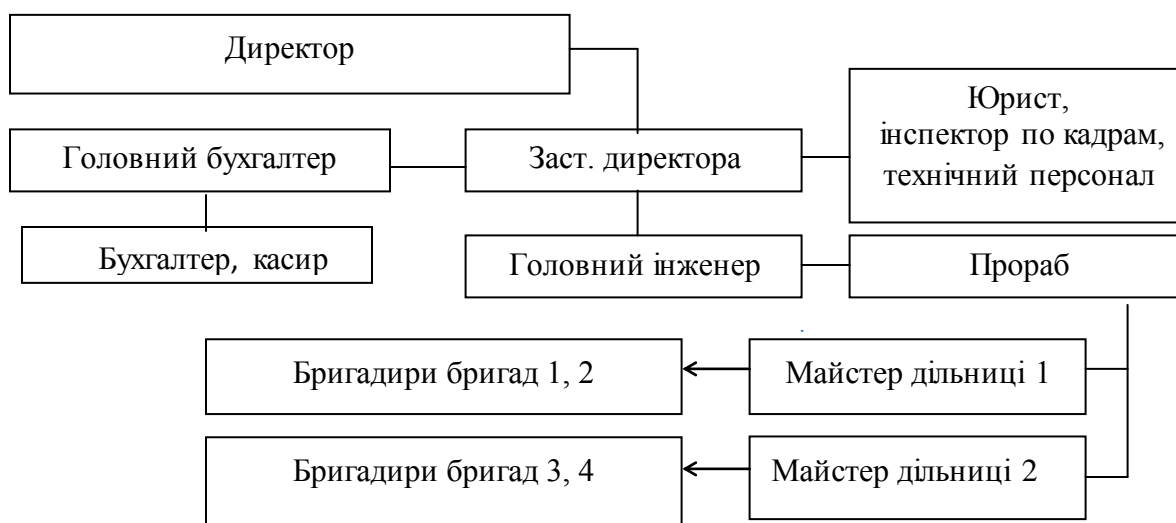 Директор
Юрист,
інспектор по кадрам,
технічний персонал
Головний бухгалтер
Заст. директора
Бухгалтер, касир
Головний інженер
Прораб
Бригадири бригад 1, 2
Майстер дільниці 1
Бригадири бригад 3, 4
Майстер дільниці 2